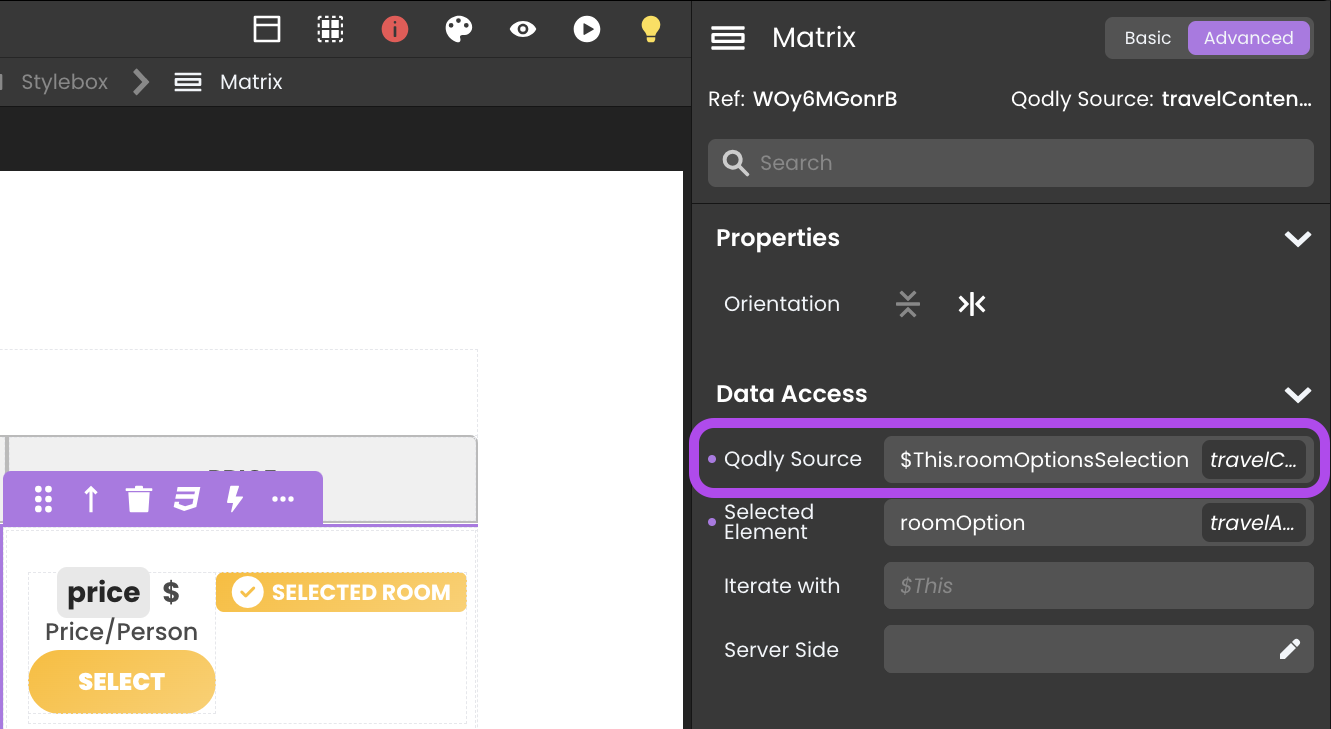 Stylebox
Matrix
price $
SELECTED ROOM
Price/Person
SELECT
Matrix
Basic
Advanced
Ref: WOy6MGonrB
Qodly Source: travelConten...
Search
Properties
Orientation
Data Access
Qodly Source
$This.roomOptionsSelection
travelC...
Selected
Element
roomOption
travelA...
Iterate with
$This
Server Side